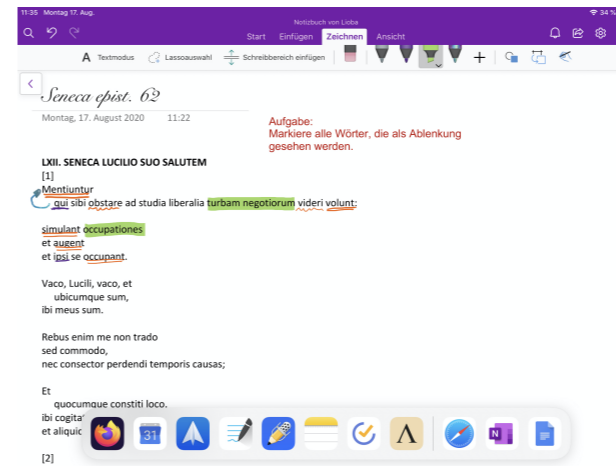 11:35 Montag 17. Aug. 34 %
Notizbuch von Lioba
Start Einfügen Zeichnen Ansicht
A Textmodus Lassoauswahl Schreibbereich einfügen
Seneca epist. 62
Montag, 17. August 2020 11:22
Aufgabe:
Markiere alle Wörter, die als Ablenkung
gesehen werden.
LXII. SENECA LUCILIO SUO SALUTEM
[1]
Mentiuntur
qui sibi obstare ad studia liberalia turbam negotiorum videri volunt:
simulant occupationes
et augent
et ipsi se occupant.
Vaco, Lucili, vaco, et
ubicumque sum,
ibi meus sum.
Rebus enim me non trado
sed commodo,
nec consector perdendi temporis causas;
Et
quocumque constiti loco,
ibi
et
31
[2]